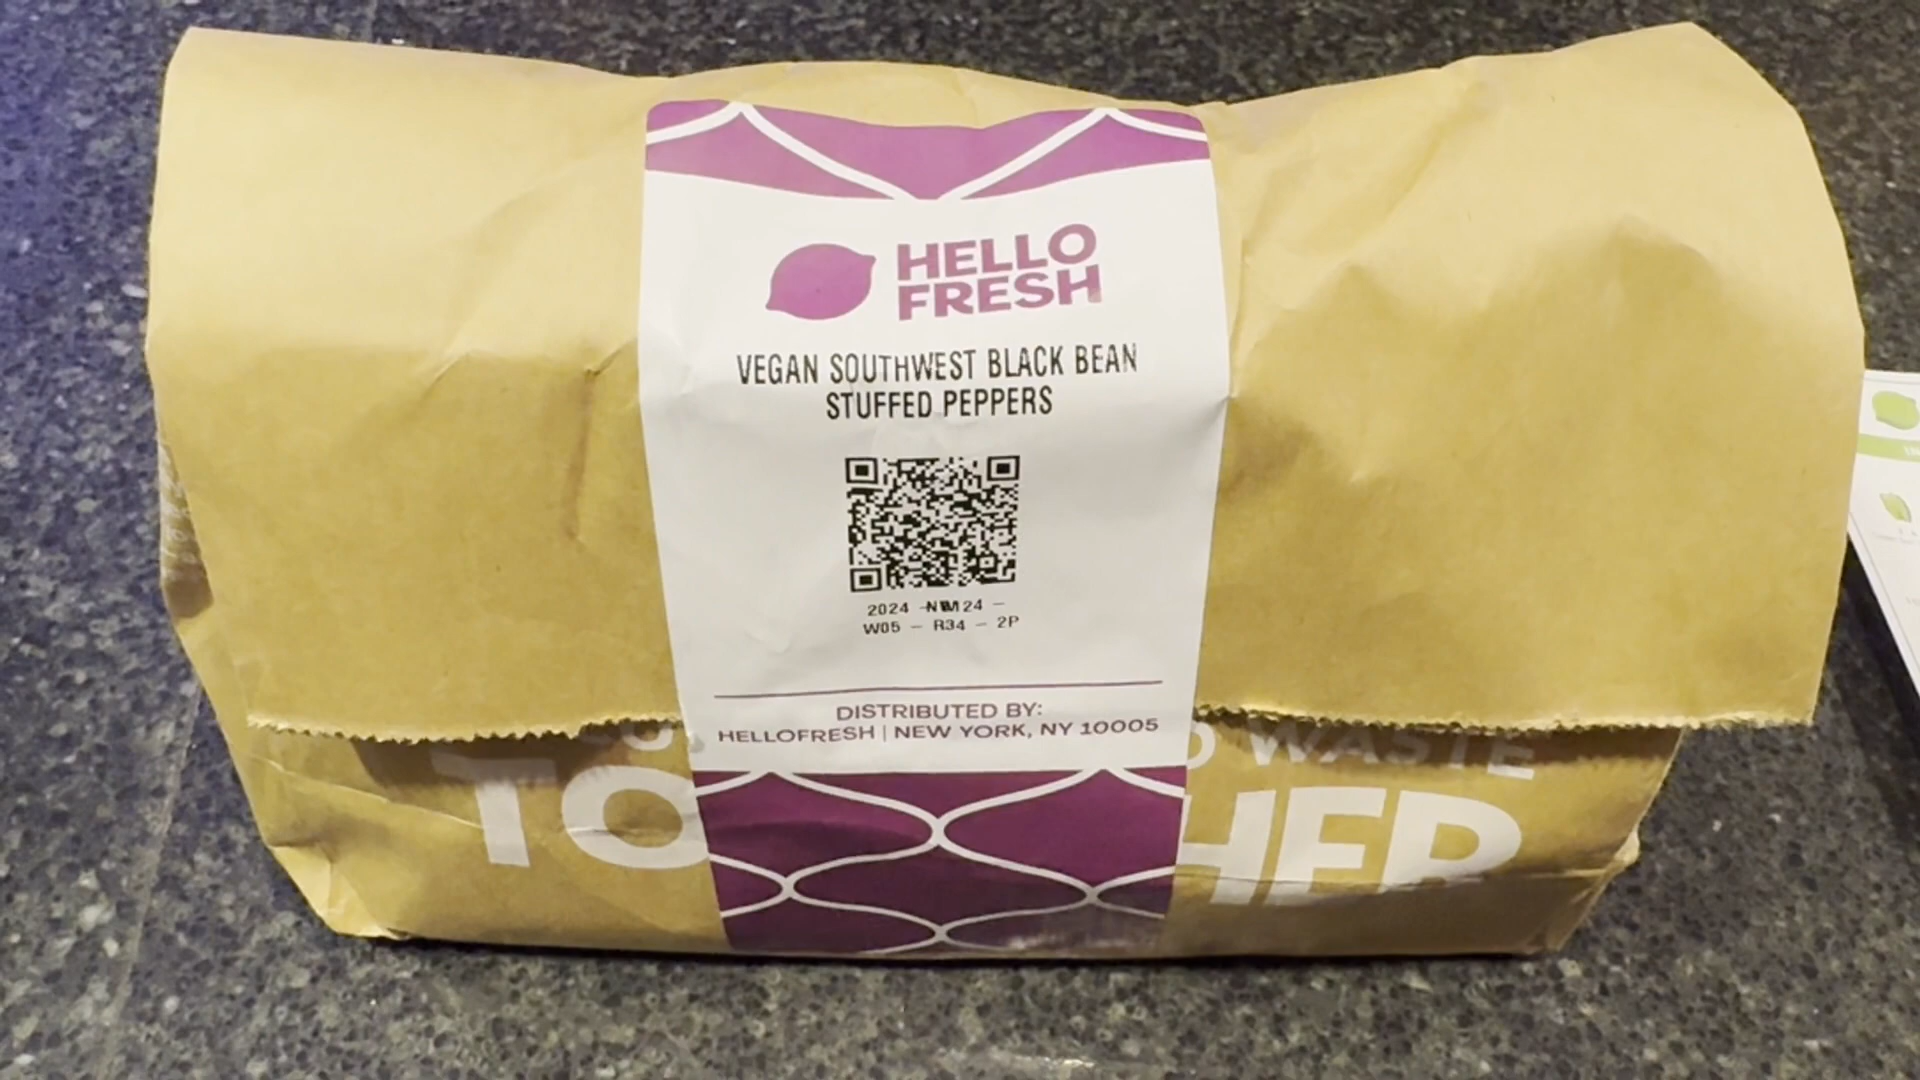 HELLO
FRESH
VEGAN SOUTHWEST BLACK BEAN
STUFFED PEPPERS
2024 24 –
W05 – R34 – 2P
DISTRIBUTED BY:
HELLOFRESH | NEW YORK, NY 10005
WASTE
TO HER